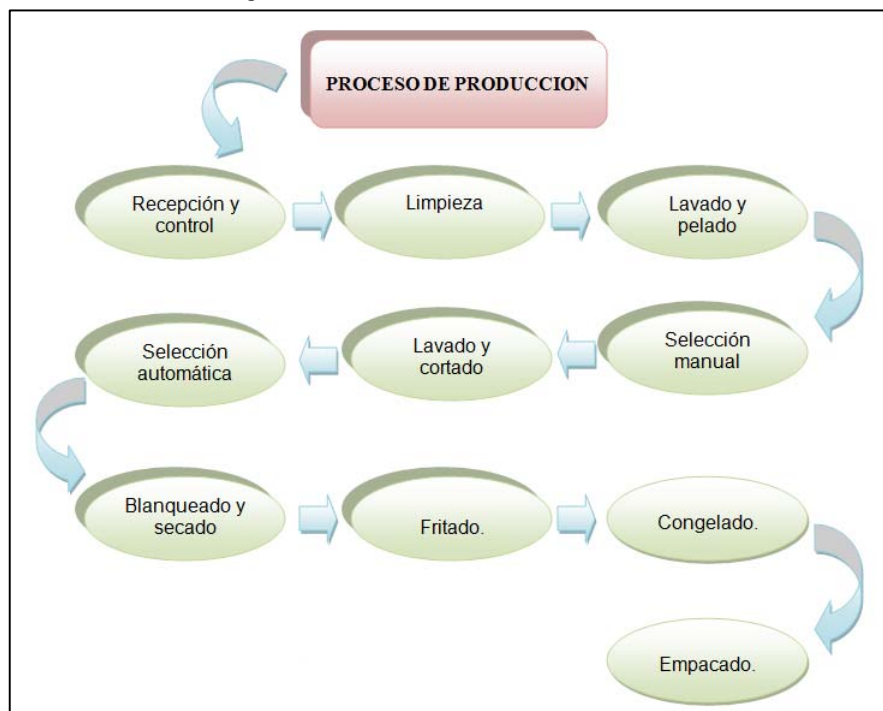 PROCESO DE PRODUCCION
Recepción y
control
Limpieza
Lavado y
pelado
Selección
manual
Lavado y
cortado
Selección
automática
Blanqueado y
secado
Fritado.
Congelado.
Empacado.